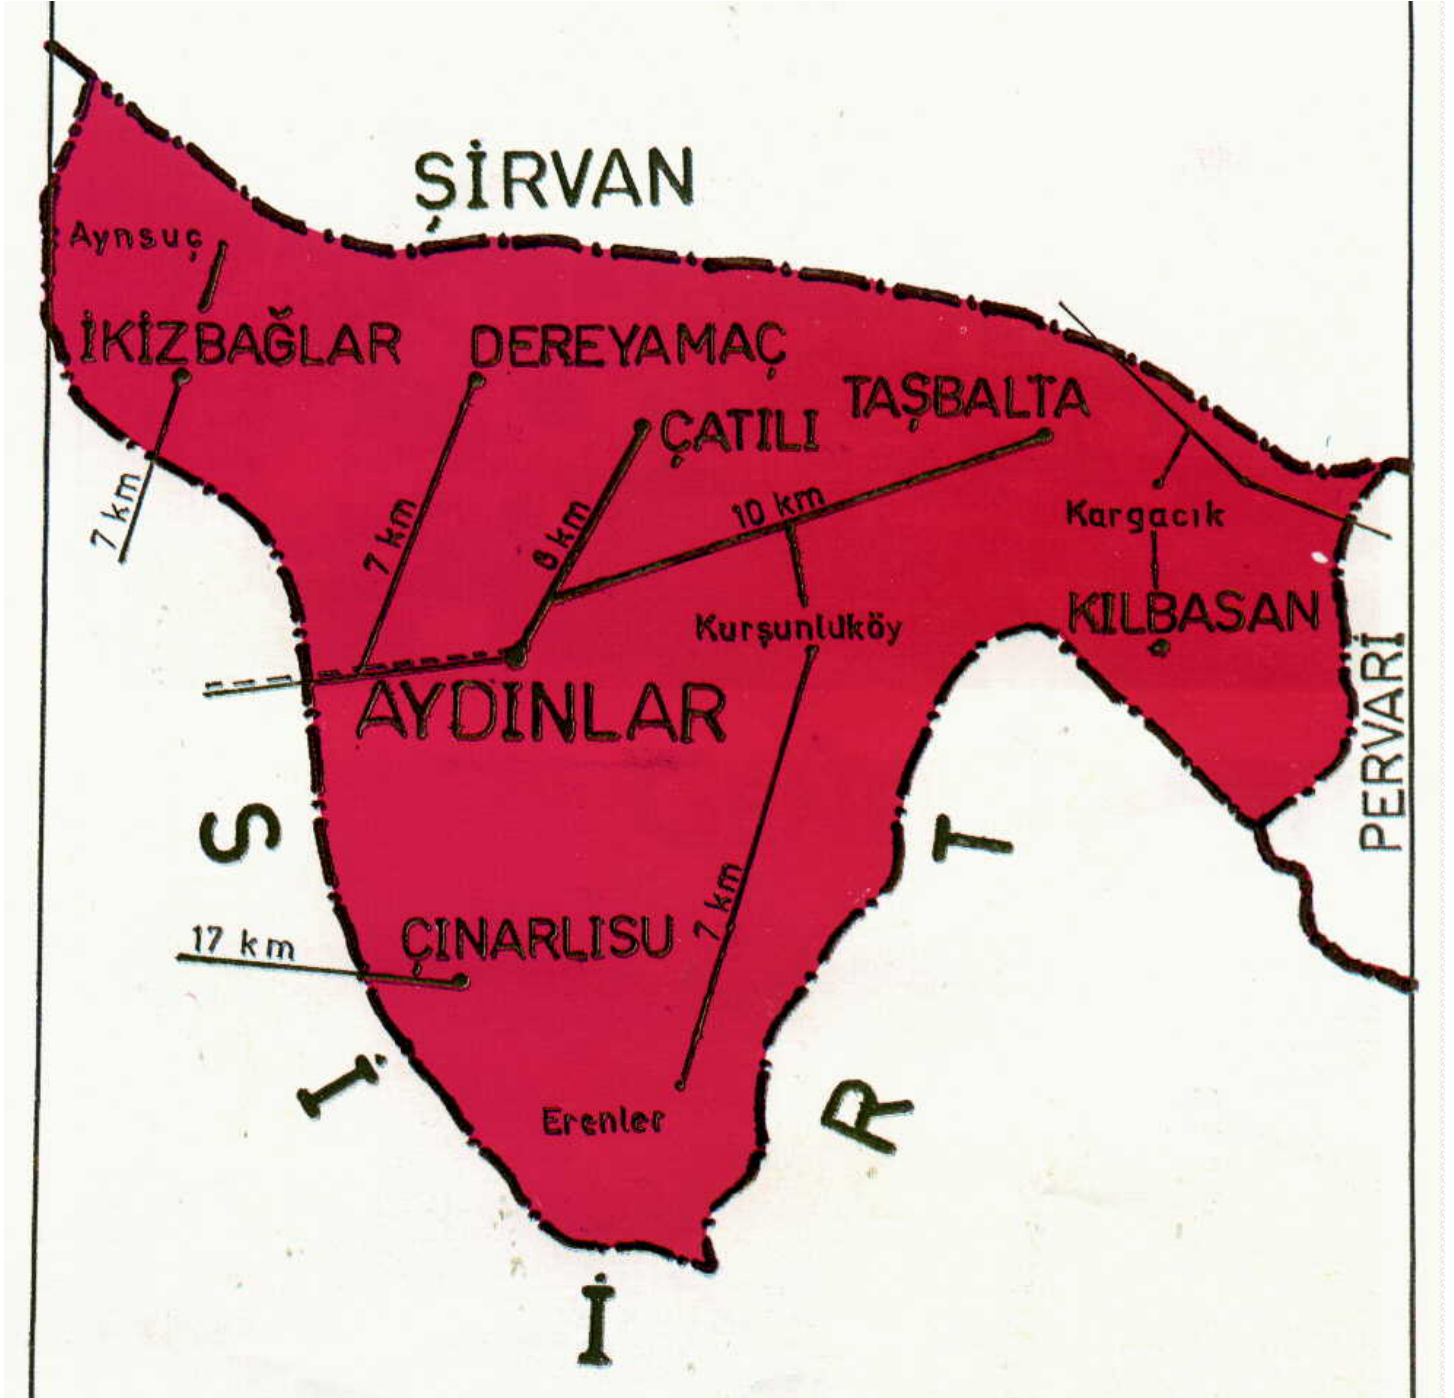 ŞİRVAN
Aynsuç
İKİZBAĞLAR
DEREYAMAÇ
TAŞBALTA
ÇATILI
7 km
7 km
8 km
10 km
Kargacık
KILBASAN
Kurşunluköy
AYDINLAR
PERVARİ
S İ İ R T
17 km
ÇINARLISU
7 km
Erenler